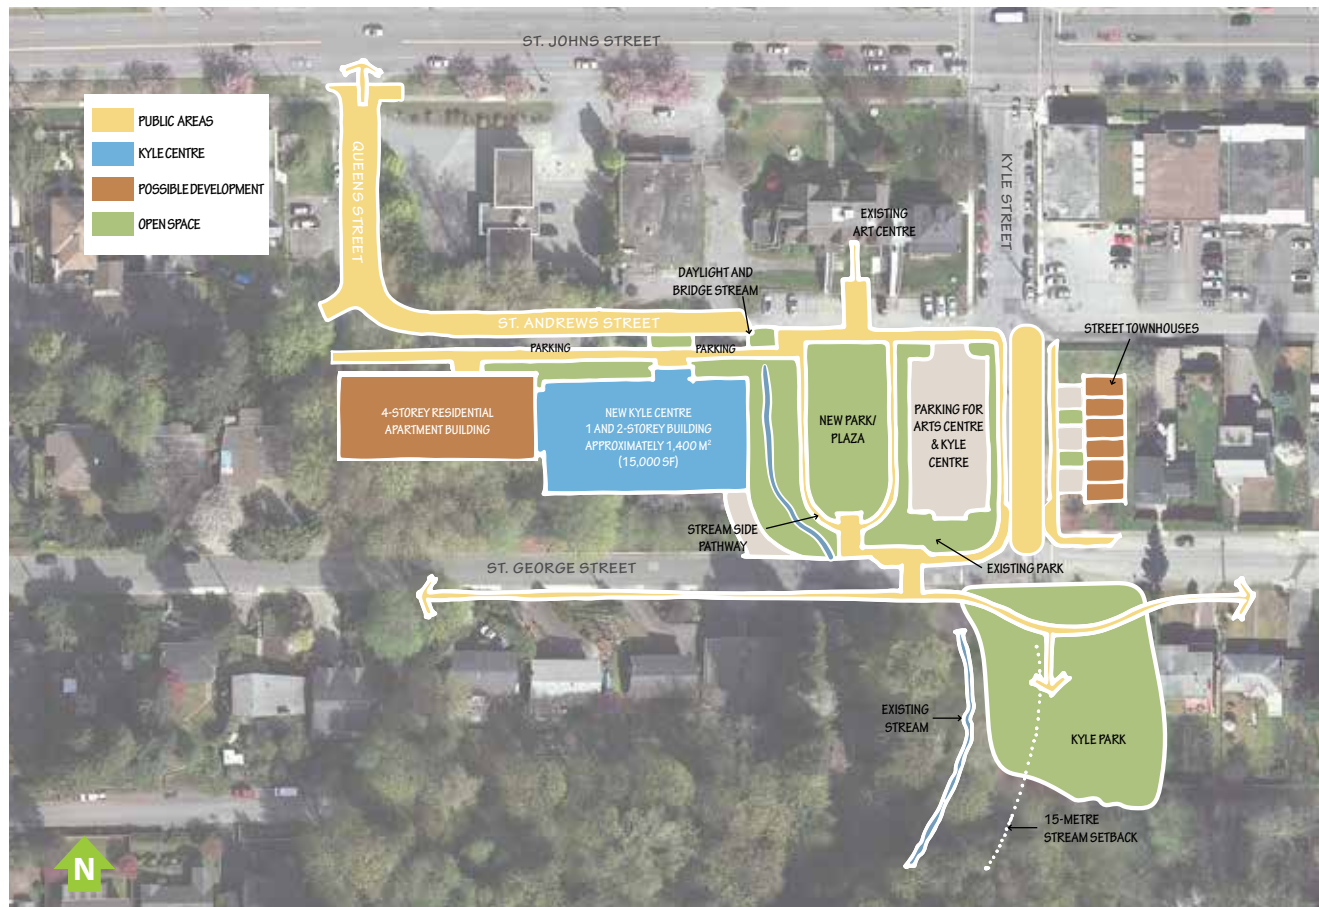 ST. JOHNS STREET
PUBLIC AREAS
KYLE CENTRE
POSSIBLE DEVELOPMENT
OPEN SPACE
QUEENS STREET
KYLE STREET
EXISTING
ART CENTRE
DAYLIGHT AND
BRIDGE STREAM
ST. ANDREWS STREET
STREET TOWNHOUSES
PARKING
PARKING
4-STOREY RESIDENTIAL
APARTMENT BUILDING
NEW KYLE CENTRE
1 AND 2-STOREY BUILDING
APPROXIMATELY 1,400 M²
(15,000 SF)
NEW PARK/
PLAZA
PARKING FOR
ARTS CENTRE
& KYLE
CENTRE
STREAM SIDE
PATHWAY
EXISTING PARK
ST. GEORGE STREET
EXISTING
STREAM
KYLE PARK
15-METRE
STREAM SETBACK
N